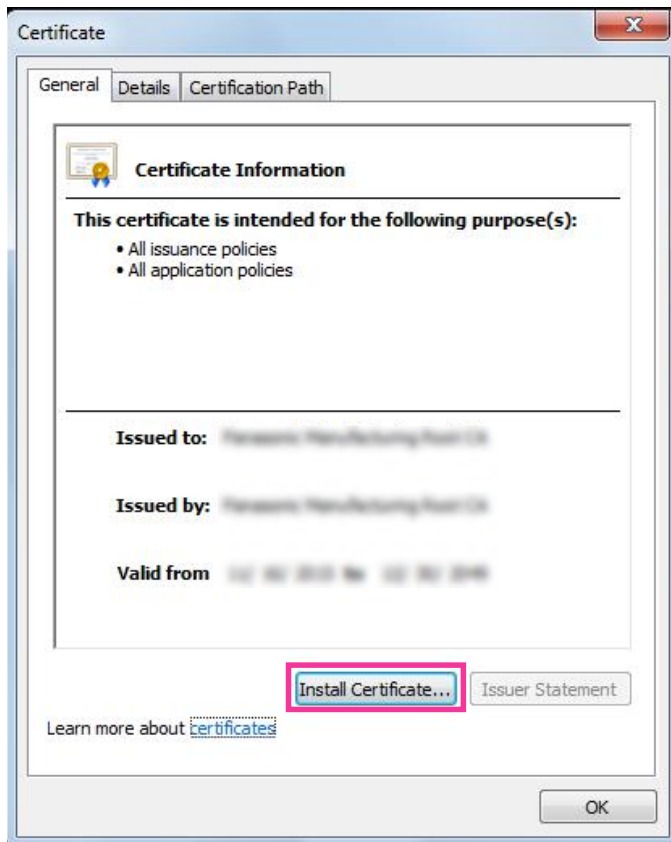 Certificate
General Details Certification Path
Certificate Information
This certificate is intended for the following purpose(s):
• All issuance policies
• All application policies
Issued to:
Issued by:
Valid from
Install Certificate... Issuer Statement
Learn more about certificates
OK